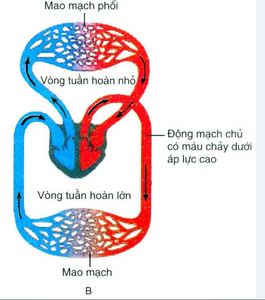 Mao mạch phổi
Vòng tuần hoàn nhỏ
Động mạch chủ
có máu chảy dưới
áp lực cao
Vòng tuần hoàn lớn
Mao mạch
B